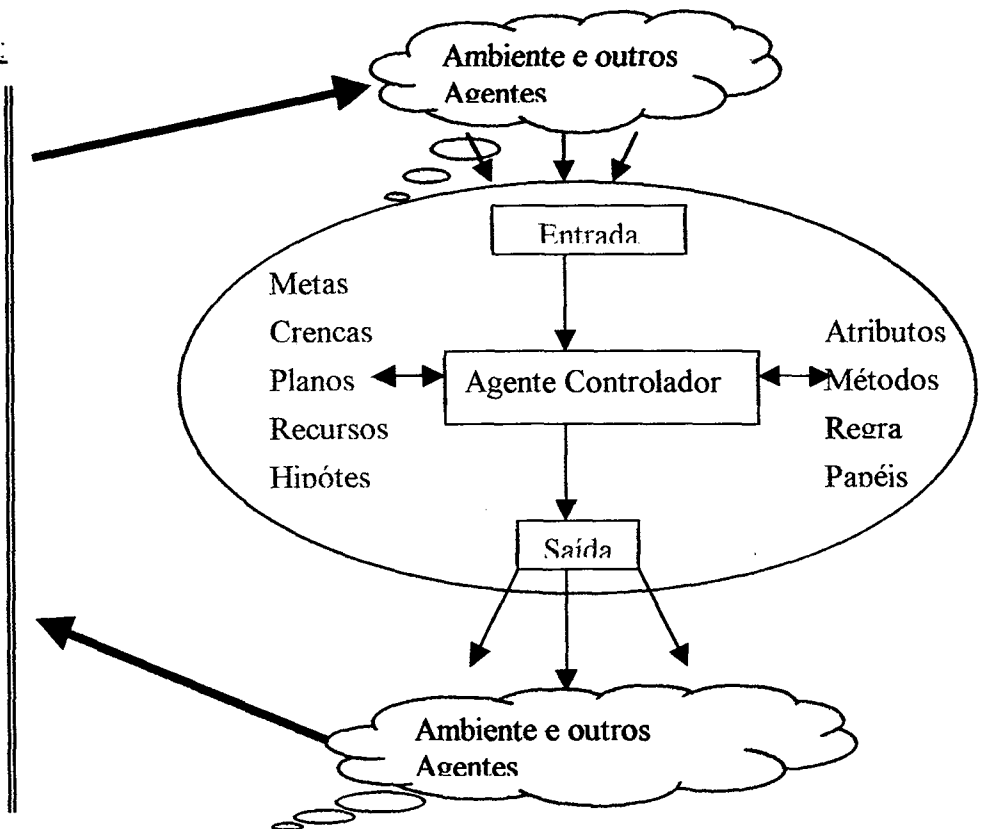 Ambiente e outros
Agentes
Entrada
Metas
Crencas
Planos
Recursos
Hipótes
Agente Controlador
Atributos
Métodos
Regra
Papéis
Saída
Ambiente e outros
Agentes